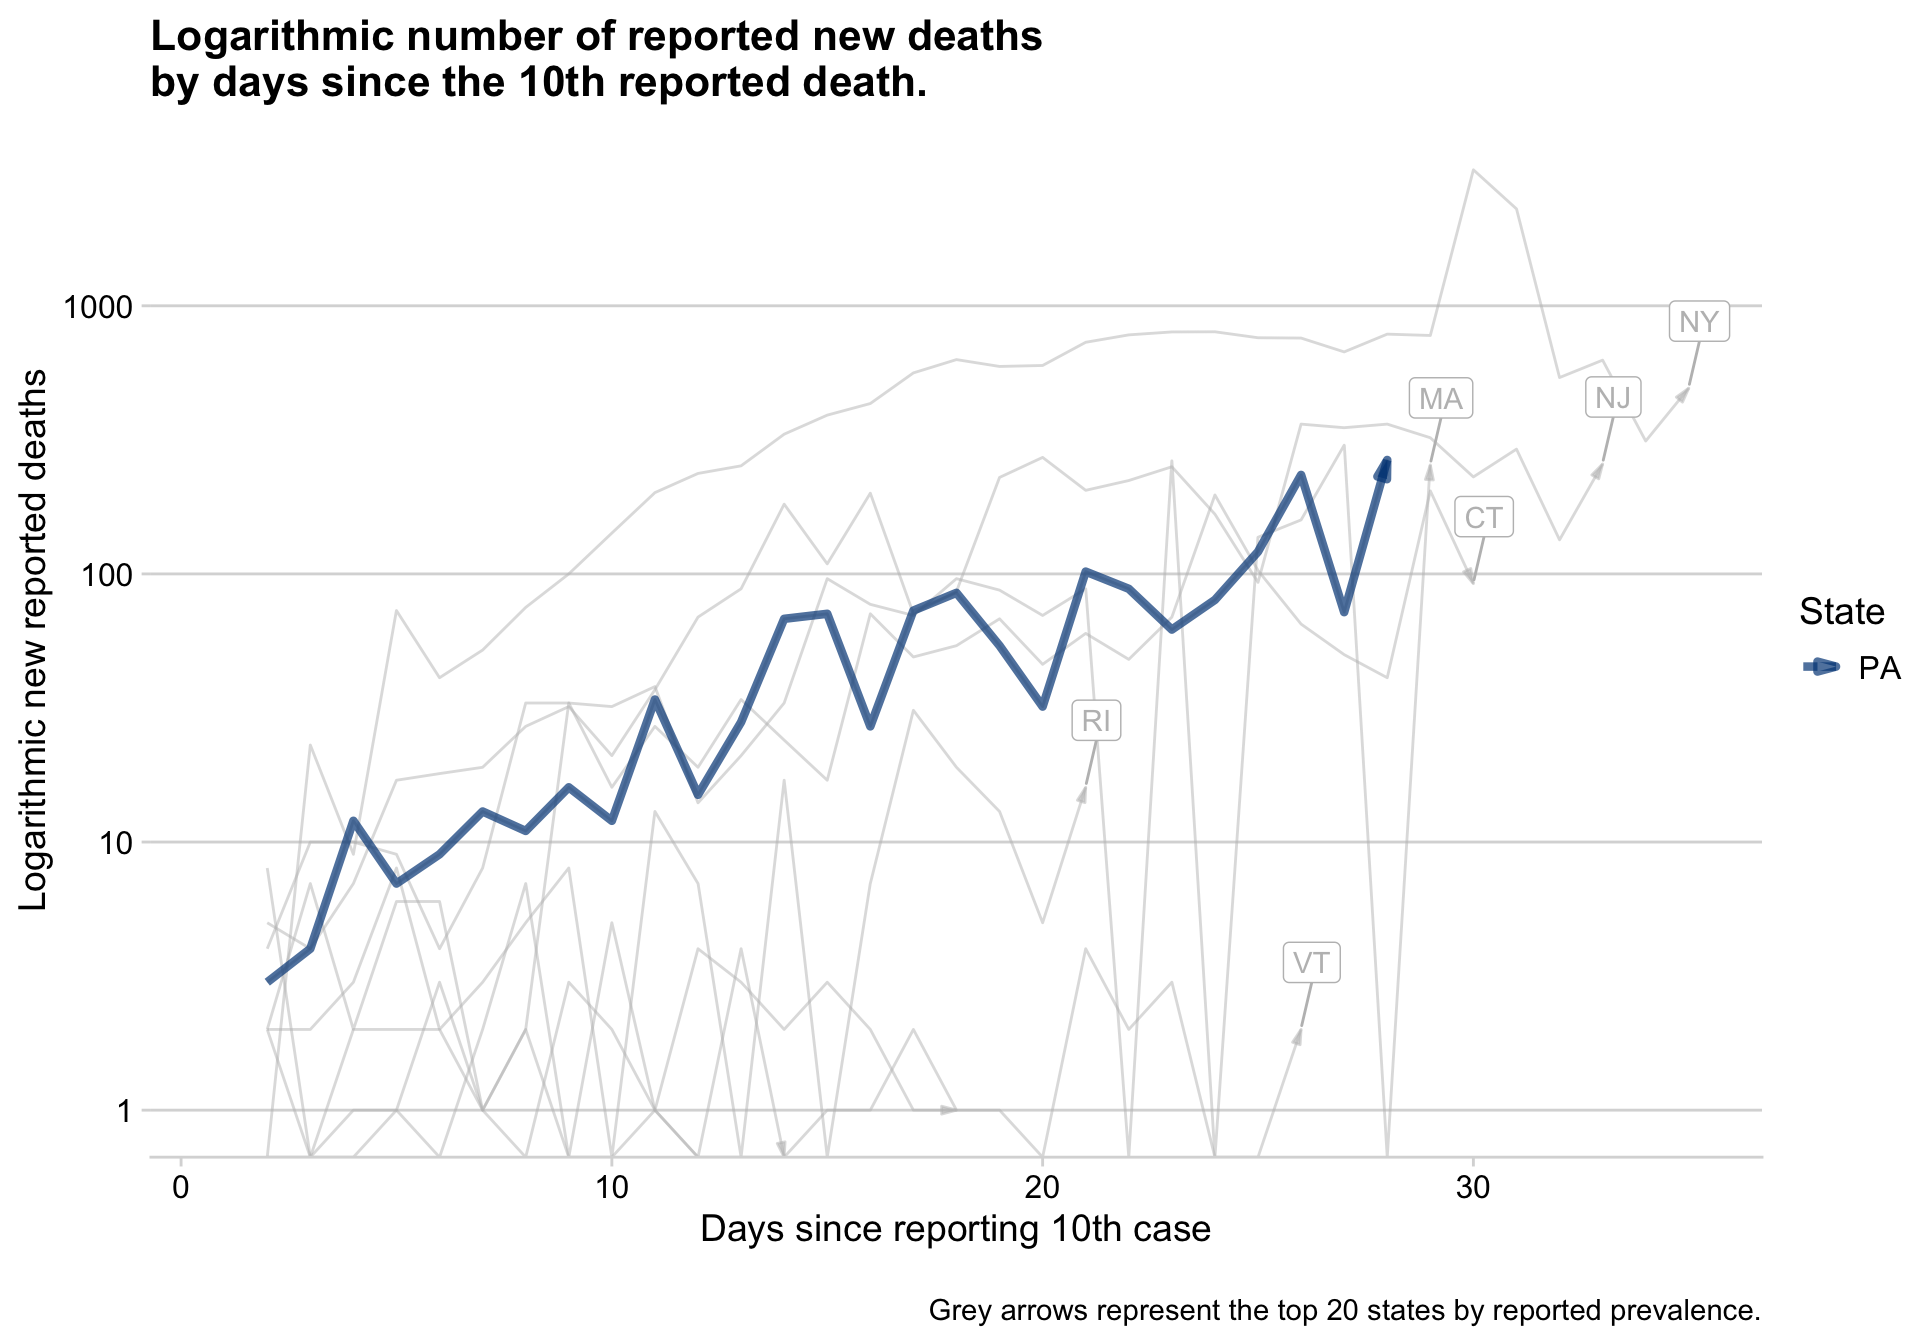 Logarithmic number of reported new deaths
by days since the 10th reported death.
Logarithmic new reported deaths
1000
100
10
1
NY
MA
NJ
CT
RI
VT
State
PA
0
10
20
30
Days since reporting 10th case
Grey arrows represent the top 20 states by reported prevalence.